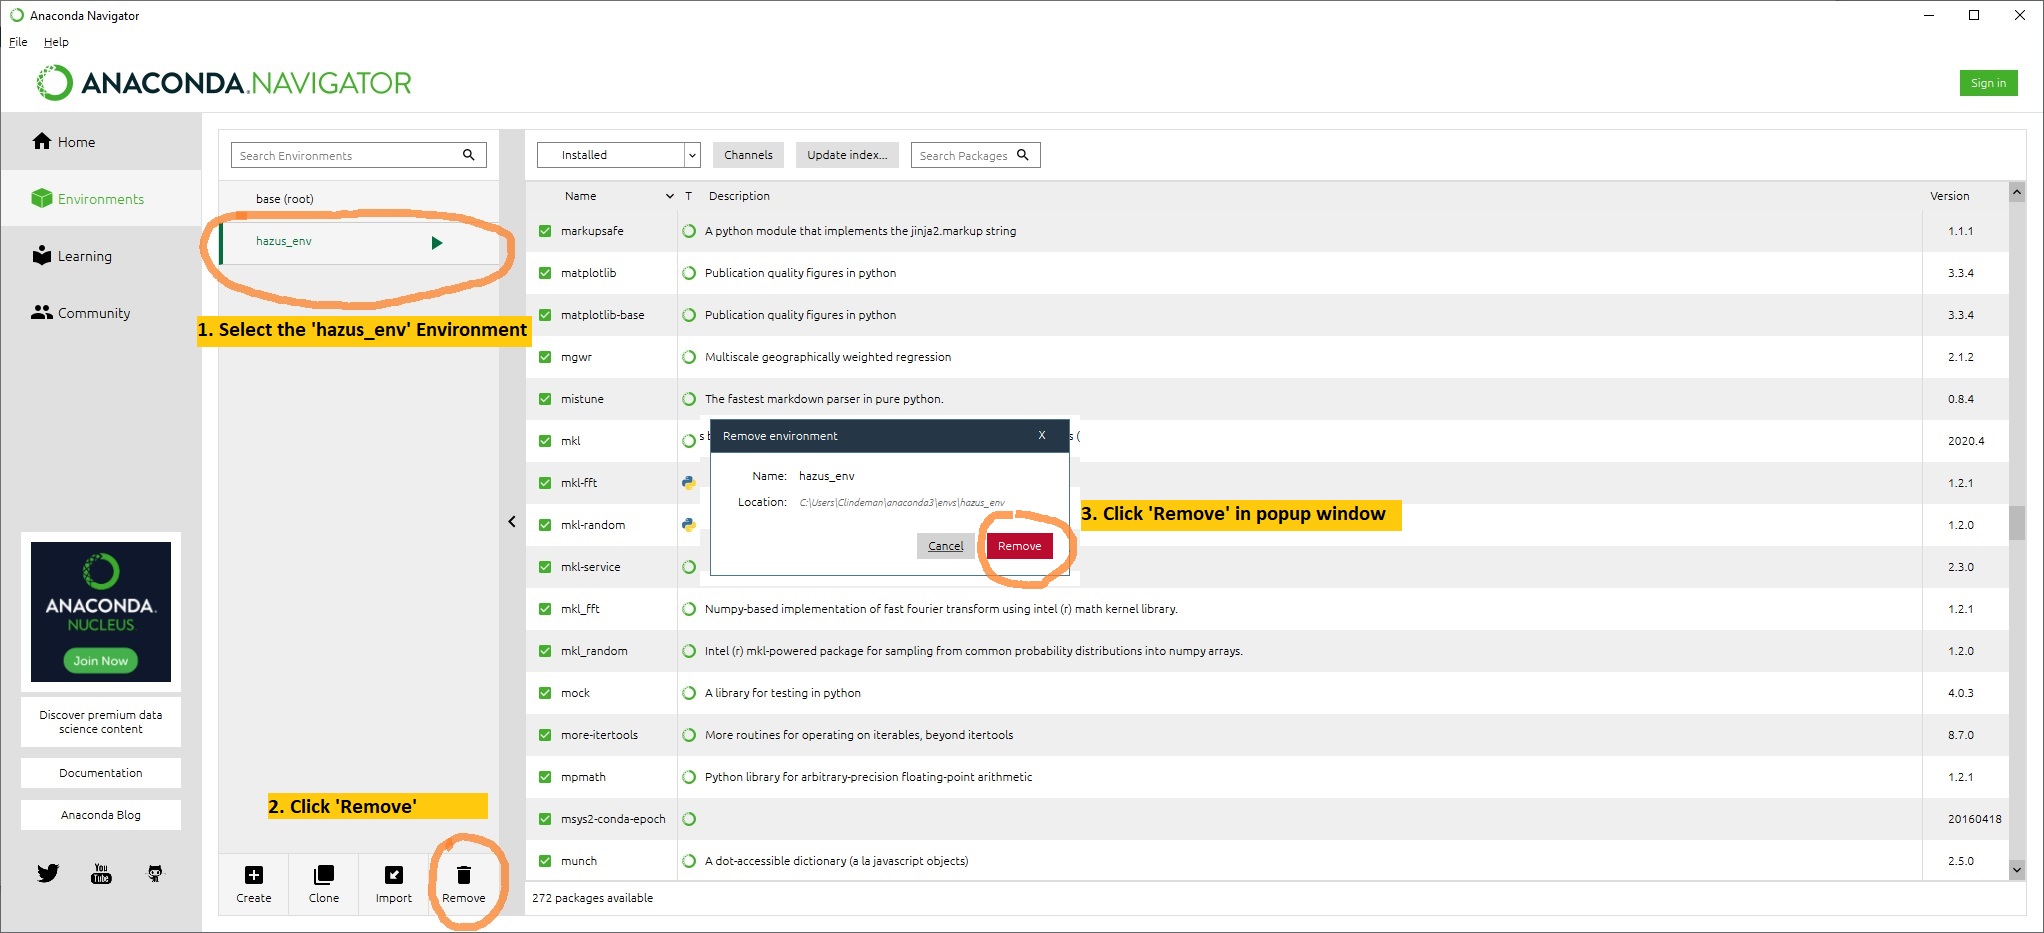 Anaconda Navigator
File Help
ANACONDA.NAVIGATOR
Sign in
Home
Environments
Learning
Community
ANACONDA.
NUCLEUS
Join Now
Discover premium data
science content
Documentation
Anaconda Blog
You
Tube
Search Environments
base (root)
hazus_env
1. Select the 'hazus_env' Environment
2. Click 'Remove'
Create Clone Import Remove
Installed Channels Update index... Search Packages
Name T Description Version
markupsafe A python module that implements the jinja2.markup string 1.1.1
matplotlib Publication quality figures in python 3.3.4
matplotlib-base Publication quality figures in python 3.3.4
mgwr Multiscale geographically weighted regression 2.1.2
mistune The fastest markdown parser in pure python. 0.8.4
mkl 2020.4
mkl-fft 1.2.1
mkl-random 1.2.0
mkl-service 2.3.0
mkl_fft Numpy-based implementation of fast fourier transform using intel (r) math kernel library. 1.2.1
mkl_random Intel (r) mkl-powered package for sampling from common probability distributions into numpy arrays. 1.2.0
mock A library for testing in python 4.0.3
more-itertools More routines for operating on iterables, beyond itertools 8.7.0
mpmath Python library for arbitrary-precision floating-point arithmetic 1.2.1
msys2-conda-epoch 20160418
munch A dot-accessible dictionary (a la javascript objects) 2.5.0
272 packages available
Remove environment X
Name: hazus_env
Location: C:\Users\Clindeman\anaconda3\envs\hazus_env
Cancel Remove
3. Click 'Remove' in popup window